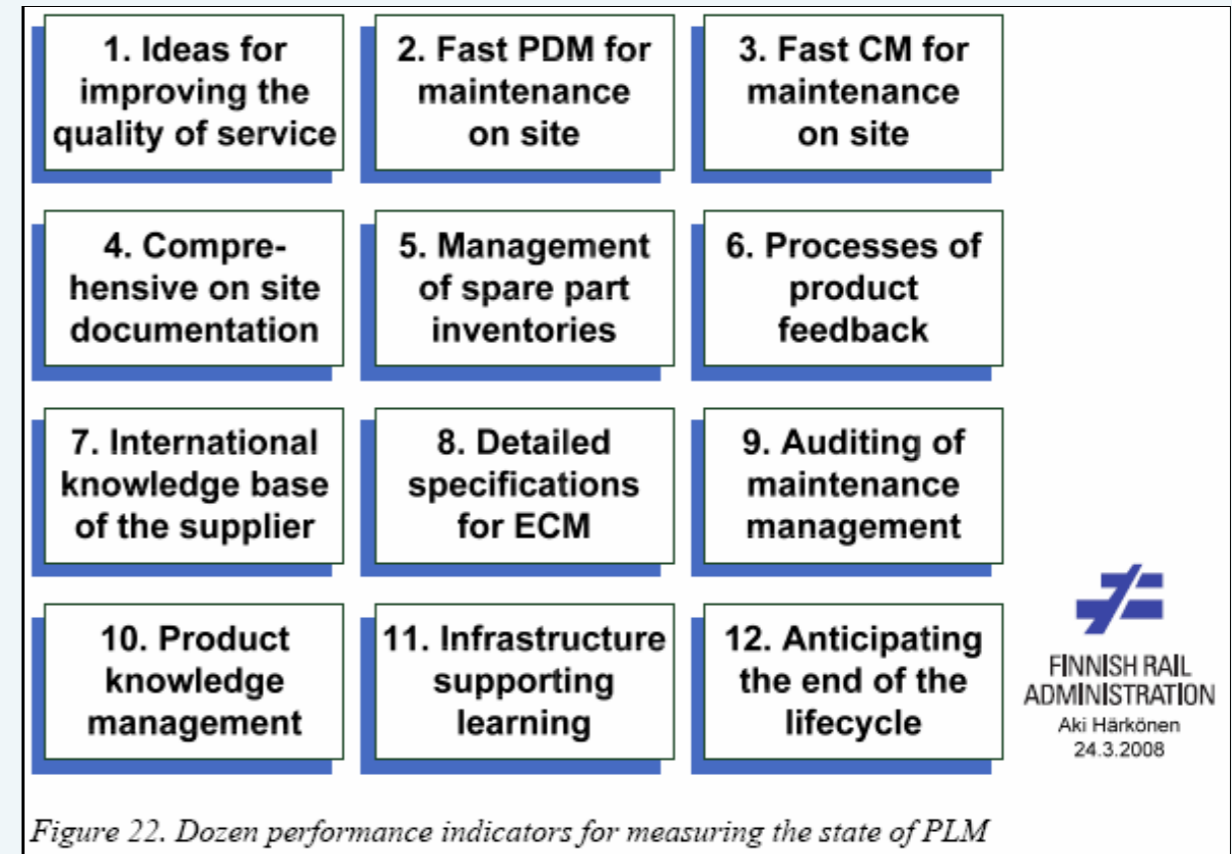 1. Ideas for
improving the
quality of service
2. Fast PDM for
maintenance
on site
3. Fast CM for
maintenance
on site
4. Compre-
hensive on site
documentation
5. Management
of spare part
inventories
6. Processes of
product
feedback
7. International
knowledge base
of the supplier
8. Detailed
specifications
for ECM
9. Auditing of
maintenance
management
10. Product
knowledge
management
11. Infrastructure
supporting
learning
12. Anticipating
the end of the
lifecycle
FINNISH RAIL
ADMINISTRATION
Aki Härkönen
24.3.2008
Figure 22. Dozen performance indicators for measuring the state of PLM